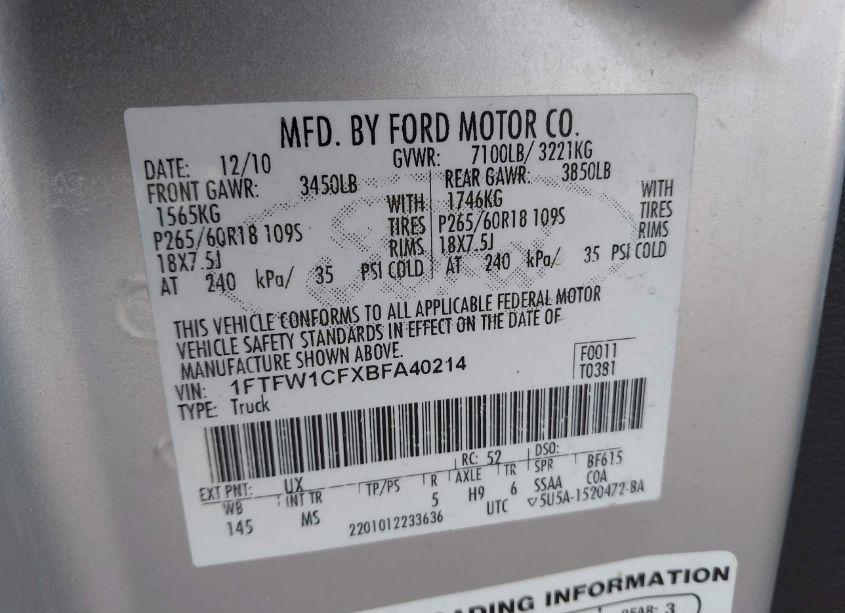 MFD. BY FORD MOTOR CO.
DATE: 12/10 GVWR: 7100LB/ 3221KG
FRONT GAWR: 3450LB REAR GAWR: 3850LB
1565KG WITH 1746KG WITH
P265/60R18 109S TIRES P265/60R18 109S TIRES
18X7.5J RIMS 18X7.5J RIMS
AT 240 kPa/ 35 PSI COLD AT 240 kPa/ 35 PSI COLD
THIS VEHICLE CONFORMS TO ALL APPLICABLE FEDERAL MOTOR
VEHICLE SAFETY STANDARDS IN EFFECT ON THE DATE OF
MANUFACTURE SHOWN ABOVE.
F0011
VIN: 1FTFW1CFXBFA40214
T0381
TYPE: Truck
EXT PNT: UX RC: 52 DSO:
WB INT TR TP/PS R AXLE TR SPR BF615
145 MS 5 H9 6 SSAA COA
2201012233636 UTC ▽5U5A-1520472-BA
LOADING INFORMATION
REAR: 3